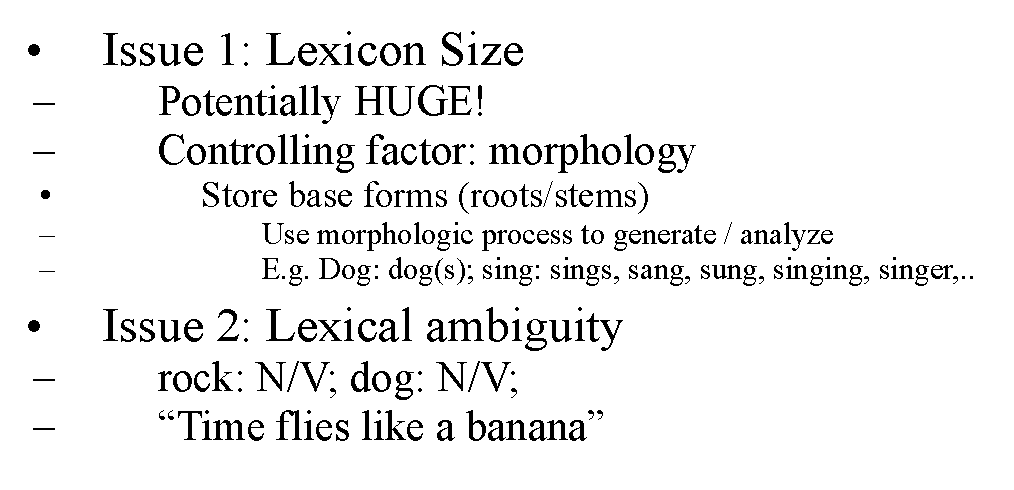 • Issue 1: Lexicon Size
– Potentially HUGE!
– Controlling factor: morphology
• Store base forms (roots/stems)
– Use morphologic process to generate / analyze
– E.g. Dog: dog(s); sing: sings, sang, sung, singing, singer,..
• Issue 2: Lexical ambiguity
– rock: N/V; dog: N/V;
– “Time flies like a banana”